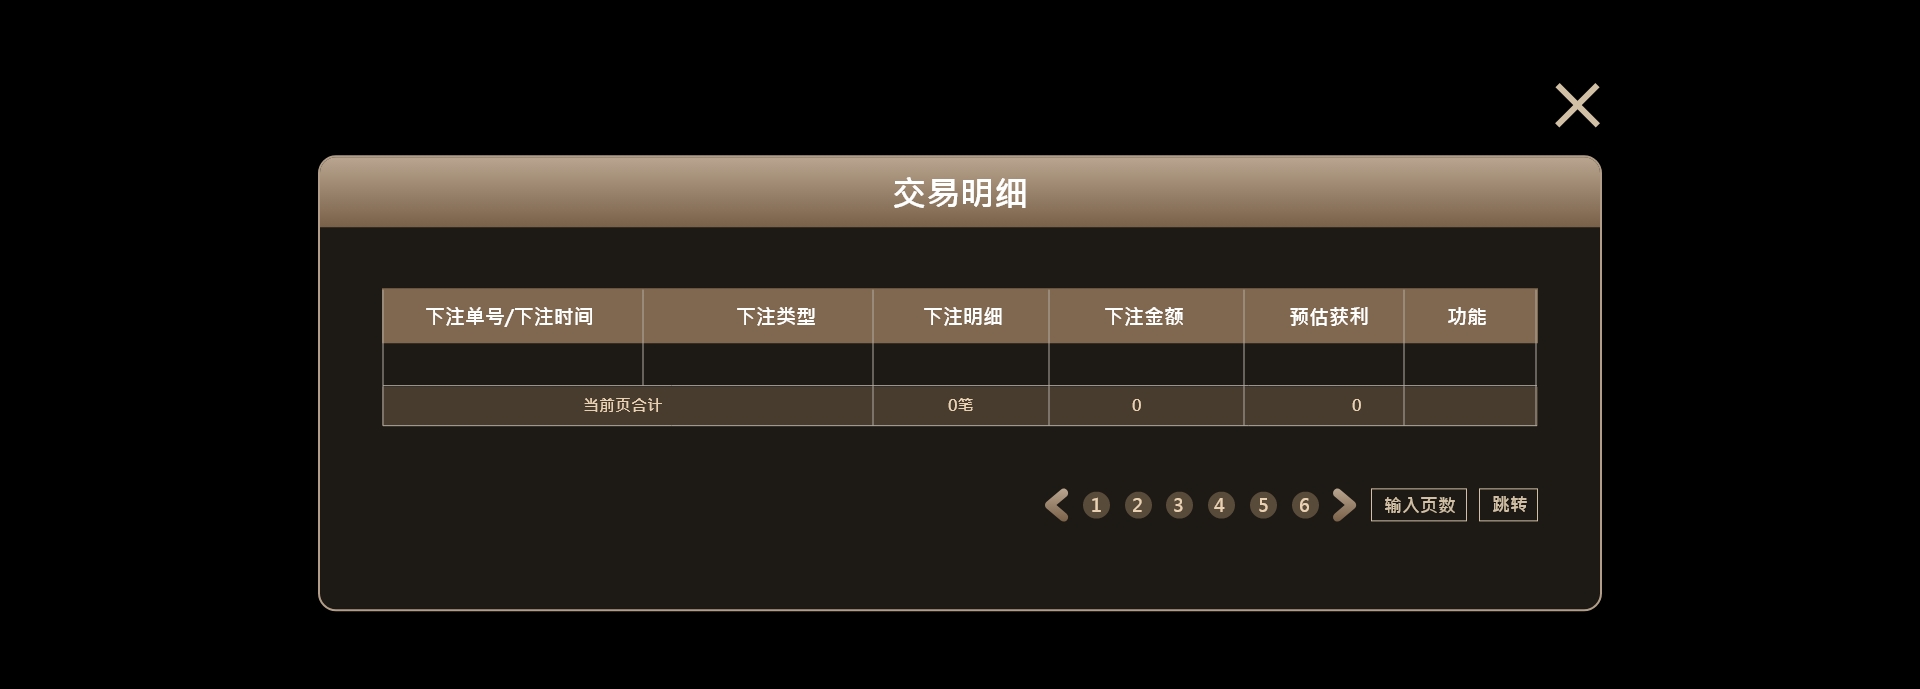 交易明细
下注单号/下注时间 下注类型 下注明细 下注金额 预估获利 功能
当前页合计 0笔 0 0
1 2 3 4 5 6 输入页数 跳转